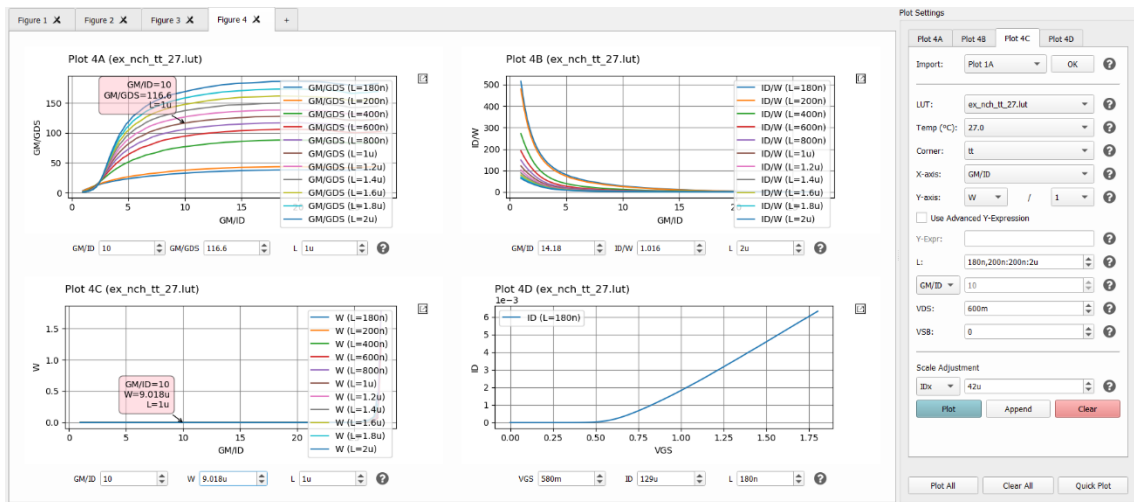 Figure 1 Figure 2 Figure 3 Figure 4 +
Plot 4A (ex_nch_tt_27.lut)
GM/GDS
150
100
50
0
0 5 10 15 20
GM/ID
GM/ID=10
GM/GDS=116.6
L=1u
GM/GDS (L=180n)
GM/GDS (L=200n)
GM/GDS (L=400n)
GM/GDS (L=600n)
GM/GDS (L=800n)
GM/GDS (L=1u)
GM/GDS (L=1.2u)
GM/GDS (L=1.4u)
GM/GDS (L=1.6u)
GM/GDS (L=1.8u)
GM/GDS (L=2u)
GM/ID 10 GM/GDS 116.6 L 1u ?
Plot 4B (ex_nch_tt_27.lut)
ID/W
500
400
300
200
100
0
0 5 10 15 20
GM/ID
ID/W (L=180n)
ID/W (L=200n)
ID/W (L=400n)
ID/W (L=600n)
ID/W (L=800n)
ID/W (L=1u)
ID/W (L=1.2u)
ID/W (L=1.4u)
ID/W (L=1.6u)
ID/W (L=1.8u)
ID/W (L=2u)
GM/ID 14.18 ID/W 1.016 L 2u ?
Plot 4C (ex_nch_tt_27.lut)
W
1.5
1.0
0.5
0.0
0 5 10 15 20
GM/ID
GM/ID=10
W=9.018u
L=1u
W (L=180n)
W (L=200n)
W (L=400n)
W (L=600n)
W (L=800n)
W (L=1u)
W (L=1.2u)
W (L=1.4u)
W (L=1.6u)
W (L=1.8u)
W (L=2u)
GM/ID 10 W 9.018u L 1u ?
Plot 4D (ex_nch_tt_27.lut)
1e-3
ID
6
5
4
3
2
1
0
0.00 0.25 0.50 0.75 1.00 1.25 1.50 1.75
VGS
ID (L=180n)
VGS 580m ID 129u L 180n ?
Plot Settings
Plot 4A Plot 4B Plot 4C Plot 4D
Import: Plot 1A OK ?
LUT: ex_nch_tt_27.lut ?
Temp (ºC): 27.0 ?
Corner: tt ?
X-axis: GM/ID ?
Y-axis: W / 1 ?
Use Advanced Y-Expression ?
Y-Expr: ?
L: 180n,200n:200n:2u ?
GM/ID 10 ?
VDS: 600m ?
VSB: 0 ?
Scale Adjustment
IDx 42u ?
Plot Append Clear
Plot All Clear All Quick Plot